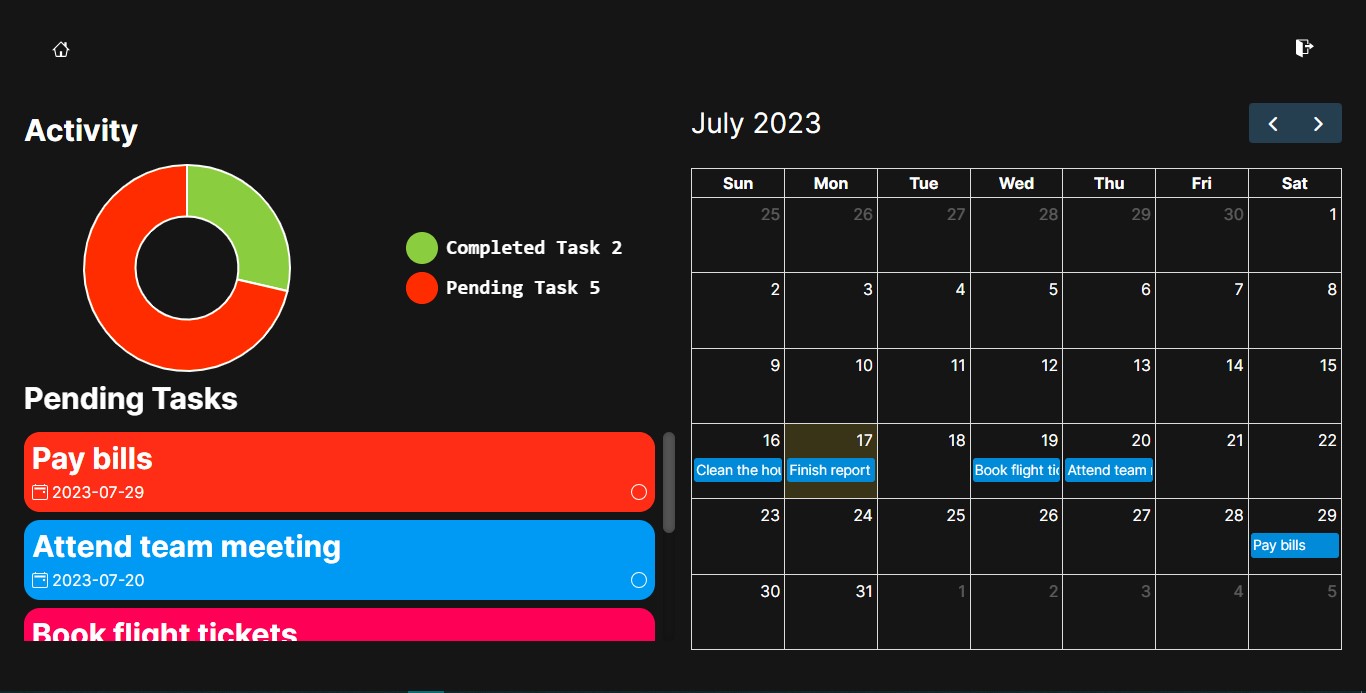 Activity
Completed Task 2
Pending Task 5
Pending Tasks
Pay bills
2023-07-29
Attend team meeting
2023-07-20
Book flight tickets
July 2023
Sun Mon Tue Wed Thu Fri Sat
25 26 27 28 29 30 1
2 3 4 5 6 7 8
9 10 11 12 13 14 15
16 17 18 19 20 21 22
Clean the hou Finish report Book flight tic Attend team
23 24 25 26 27 28 29
Pay bills
30 31 1 2 3 4 5